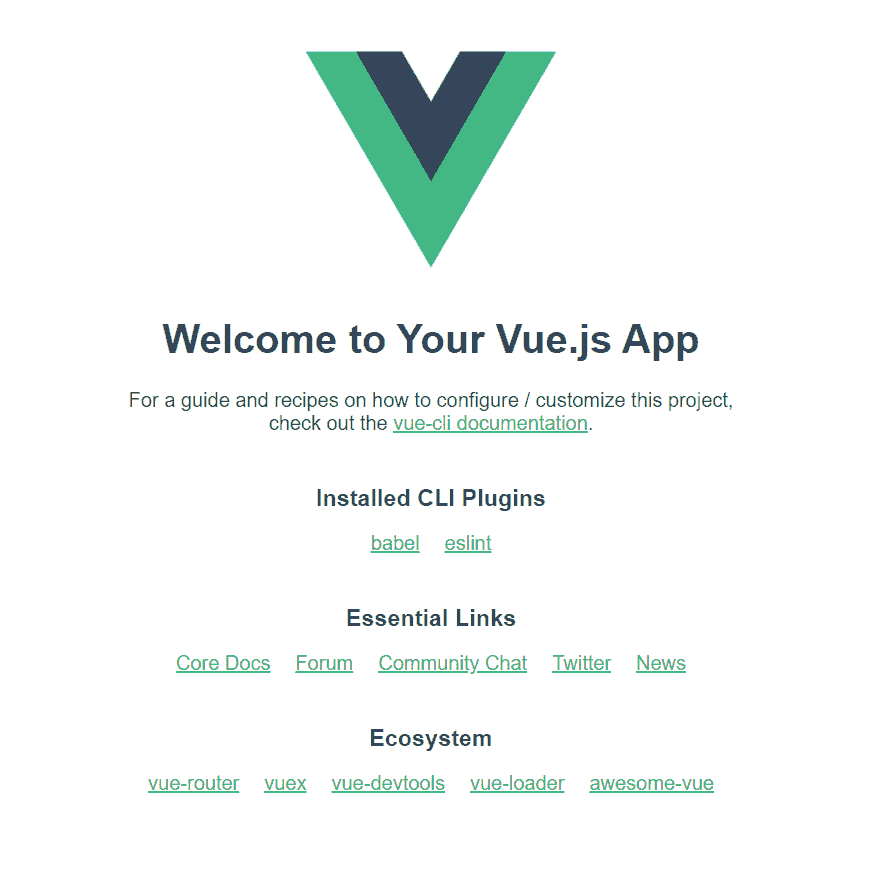 Welcome to Your Vue.js App
For a guide and recipes on how to configure / customize this project,
check out the vue-cli documentation.
Installed CLI Plugins
babel eslint
Essential Links
Core Docs Forum Community Chat Twitter News
Ecosystem
vue-router vuex vue-devtools vue-loader awesome-vue